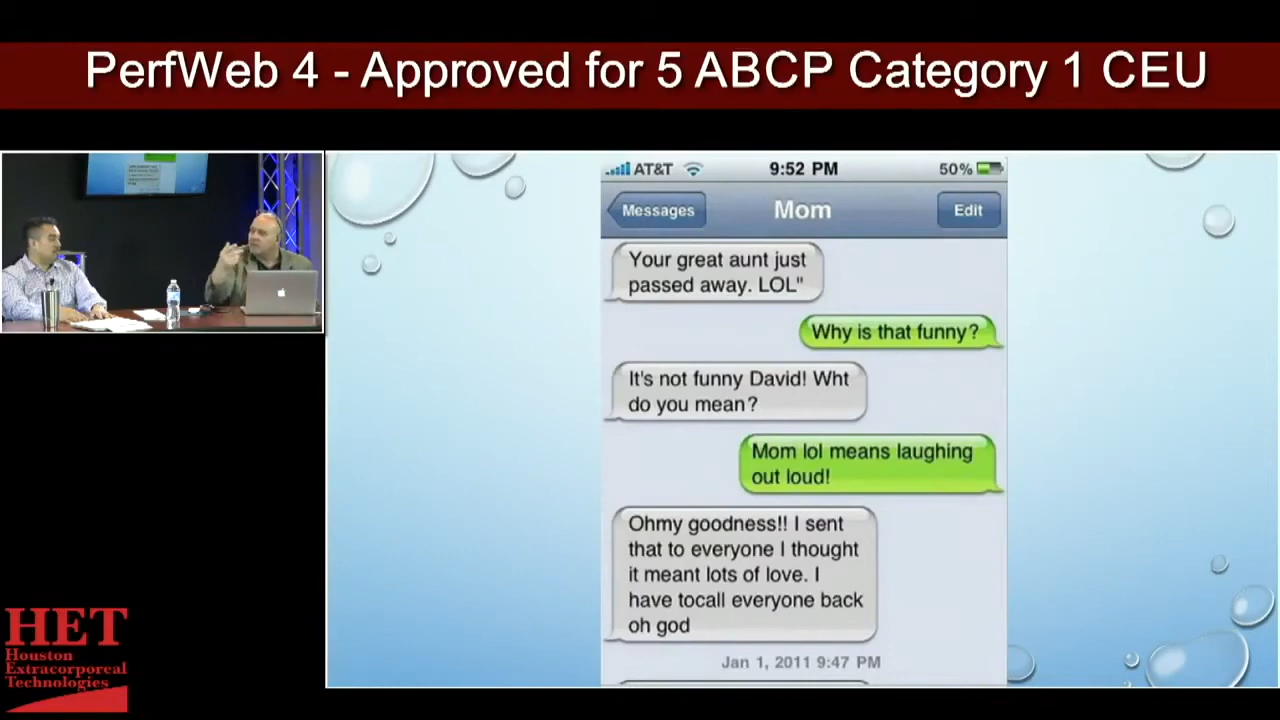 PerfWeb 4 - Approved for 5 ABCP Category 1 CEU
AT&T
9:52 PM
50%
Messages
Mom
Edit
Your great aunt just
passed away. LOL"
Why is that funny?
It's not funny David! Wht
do you mean?
Mom lol means laughing
out loud!
Ohmy goodness!! I sent
that to everyone I thought
it meant lots of love. I
have tocall everyone back
oh god
Jan 1, 2011 9:47 PM
HET
Houston
Extracorporeal
Technologies